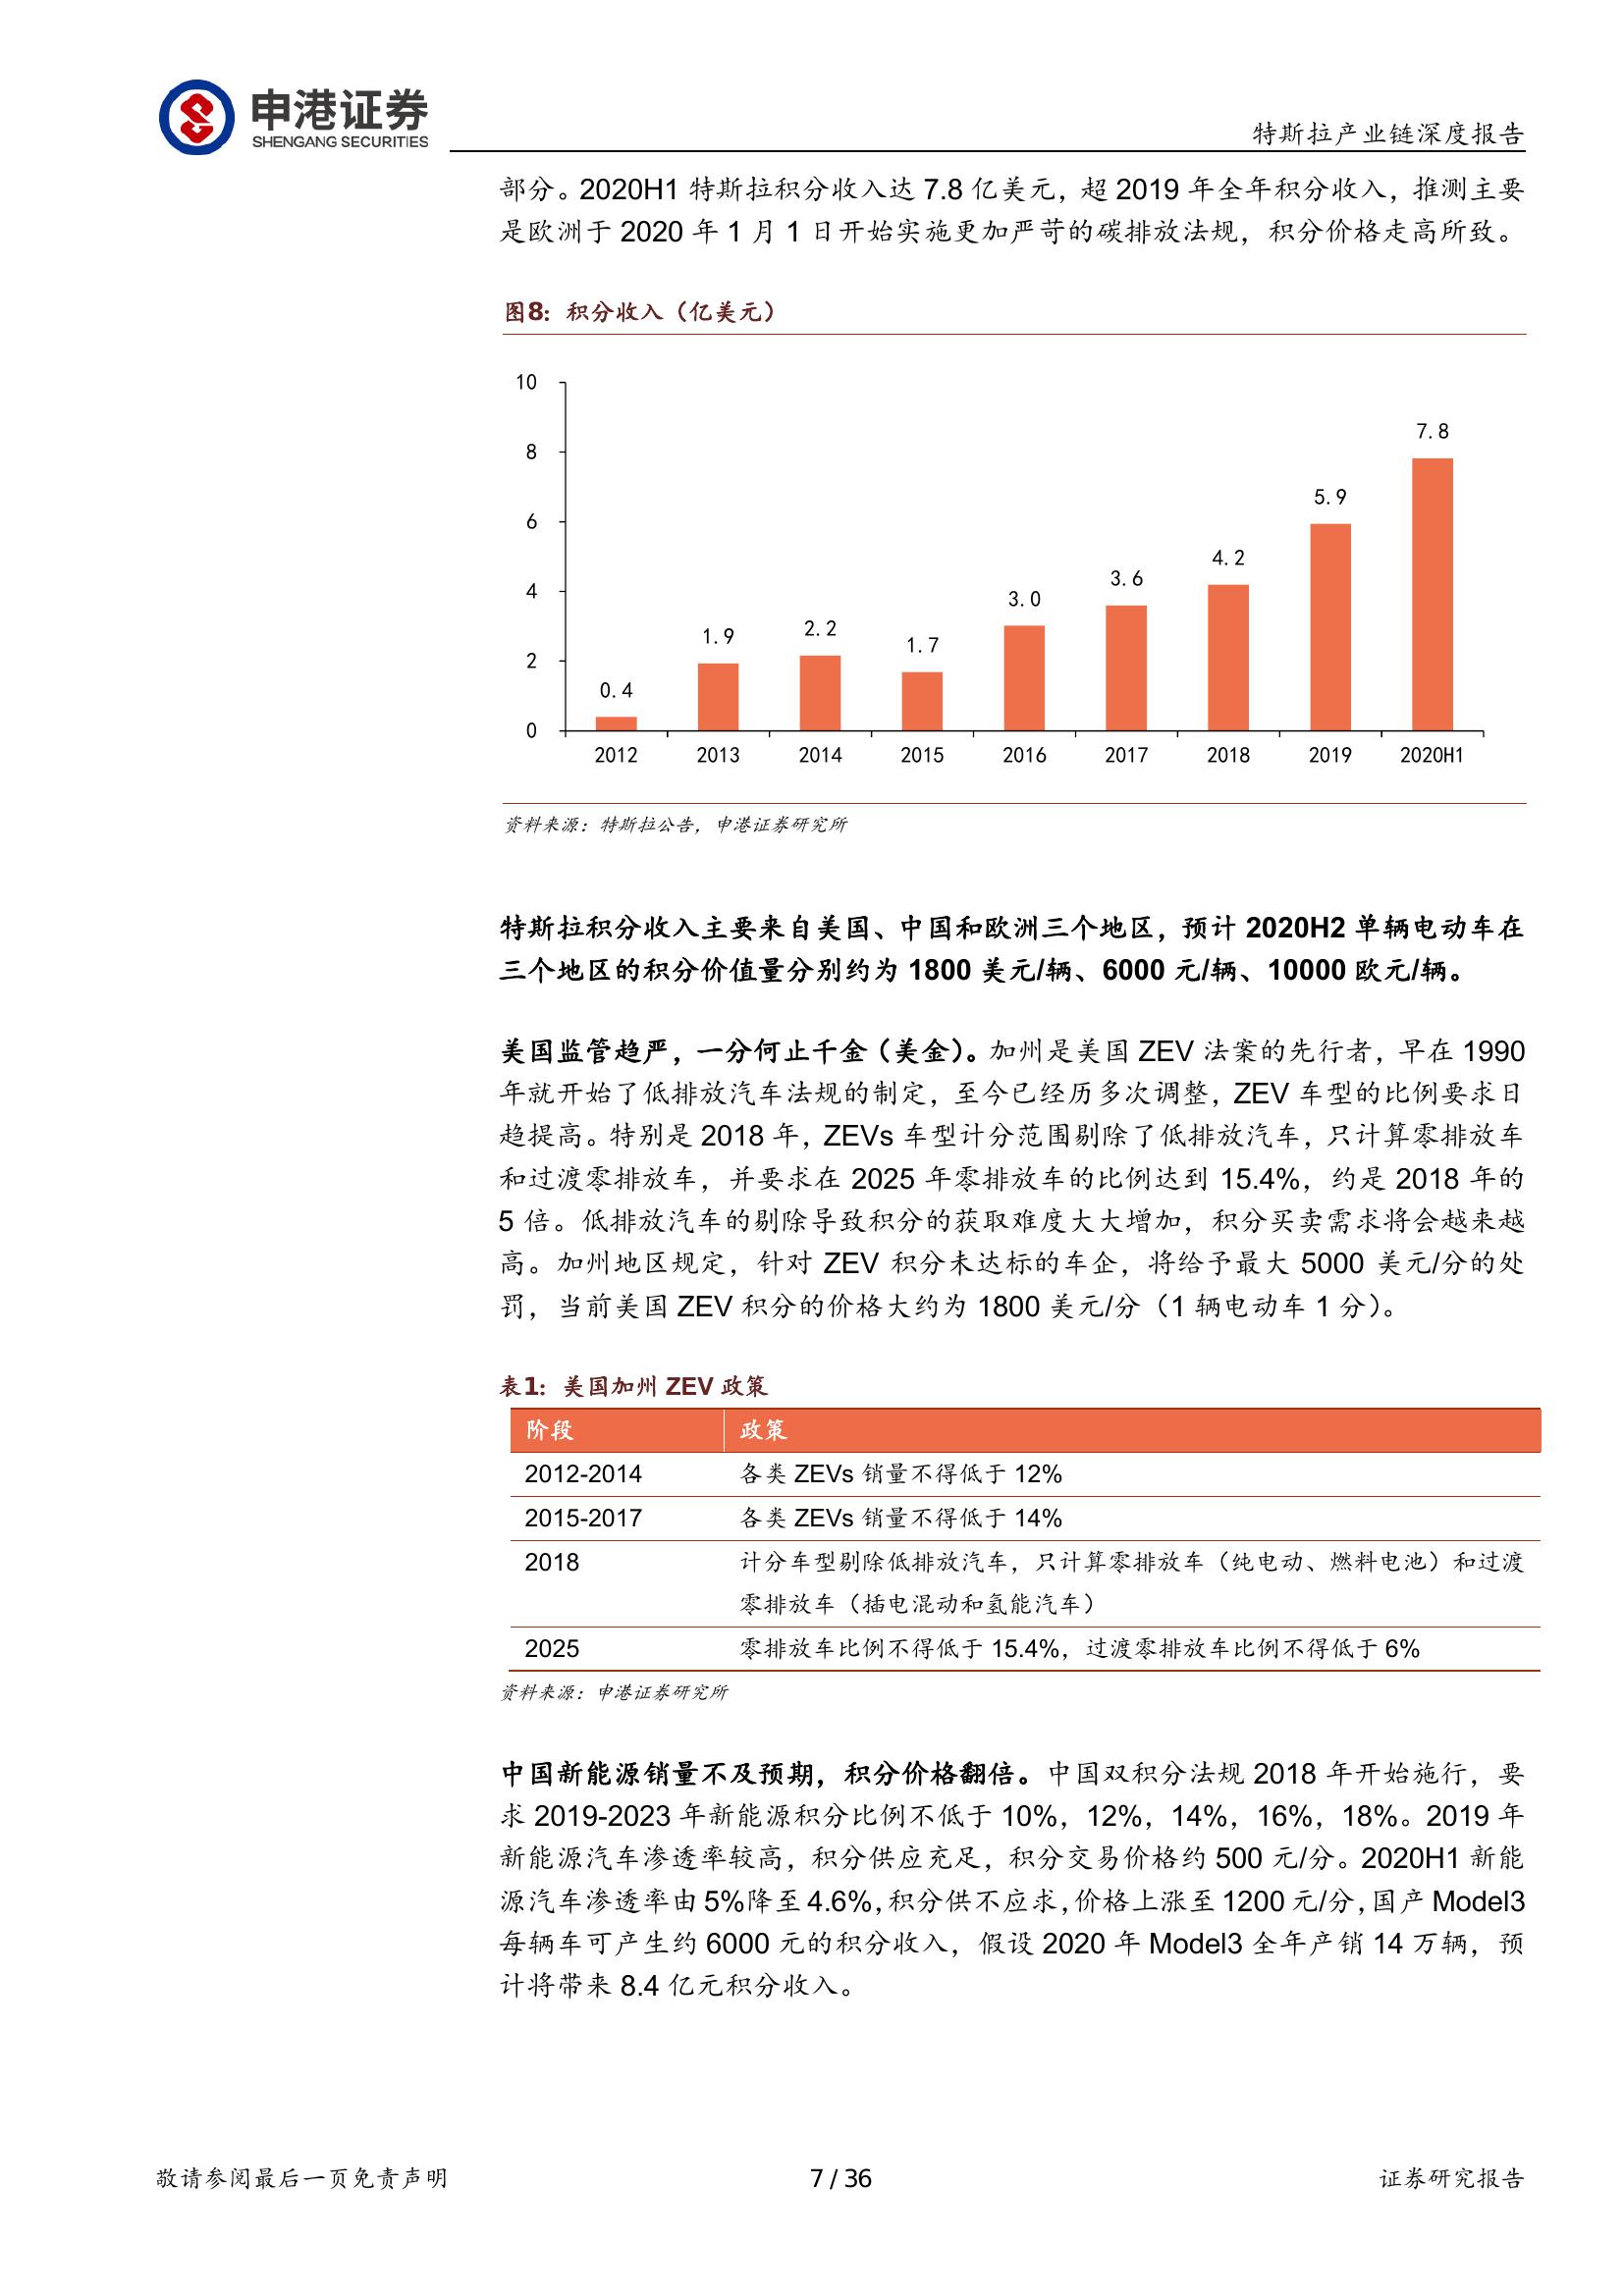 申港证券
SHENGANG SECURITIES
特斯拉产业链深度报告
部分。2020H1 特斯拉积分收入达 7.8 亿美元，超 2019 年全年积分收入，推测主要
是欧洲于 2020 年 1 月 1 日开始实施更加严苛的碳排放法规，积分价格走高所致。
图8：积分收入（亿美元）
10
8
6
4
2
0
0.4
1.9
2.2
1.7
3.0
3.6
4.2
5.9
7.8
2012 2013 2014 2015 2016 2017 2018 2019 2020H1
资料来源：特斯拉公告，申港证券研究所
特斯拉积分收入主要来自美国、中国和欧洲三个地区，预计 2020H2 单辆电动车在
三个地区的积分价值量分别约为 1800 美元/辆、6000 元/辆、10000 欧元/辆。
美国监管趋严，一分何止千金（美金）。加州是美国 ZEV 法案的先行者，早在 1990
年就开始了低排放汽车法规的制定，至今已经历多次调整，ZEV 车型的比例要求日
趋提高。特别是 2018 年，ZEVs 车型计分范围剔除了低排放汽车，只计算零排放车
和过渡零排放车，并要求在 2025 年零排放车的比例达到 15.4%，约是 2018 年的
5 倍。低排放汽车的剔除导致积分的获取难度大大增加，积分买卖需求将会越来越
高。加州地区规定，针对 ZEV 积分未达标的车企，将给予最大 5000 美元/分的处
罚，当前美国 ZEV 积分的价格大约为 1800 美元/分（1 辆电动车 1 分）。
表1：美国加州 ZEV 政策
阶段 政策
2012-2014 各类 ZEVs 销量不得低于 12%
2015-2017 各类 ZEVs 销量不得低于 14%
2018 计分车型剔除低排放汽车，只计算零排放车（纯电动、燃料电池）和过渡
零排放车（插电混动和氢能汽车）
2025 零排放车比例不得低于 15.4%，过渡零排放车比例不得低于 6%
资料来源：申港证券研究所
中国新能源销量不及预期，积分价格翻倍。中国双积分法规 2018 年开始施行，要
求 2019-2023 年新能源积分比例不低于 10%，12%，14%，16%，18%。2019 年
新能源汽车渗透率较高，积分供应充足，积分交易价格约 500 元/分。2020H1 新能
源汽车渗透率由 5%降至 4.6%，积分供不应求，价格上涨至 1200 元/分，国产 Model3
每辆车可产生约 6000 元的积分收入，假设 2020 年 Model3 全年产销 14 万辆，预
计将带来 8.4 亿元积分收入。
敬请参阅最后一页免责声明
7 / 36
证券研究报告